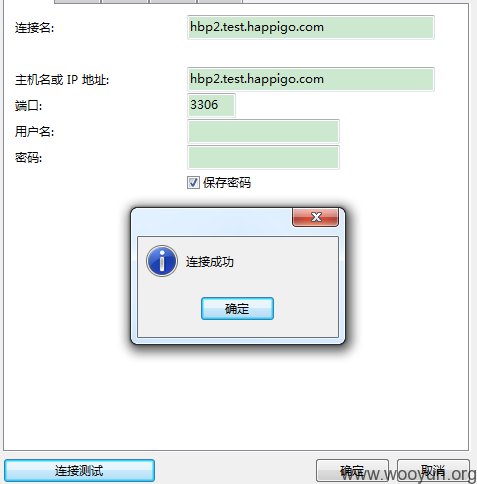 连接名:
hbp2.test.happigo.com
主机名或 IP 地址:
hbp2.test.happigo.com
端口:
3306
用户名:
密码:
保存密码
连接成功
确定
连接测试
确定
取消
www.wooyun.org